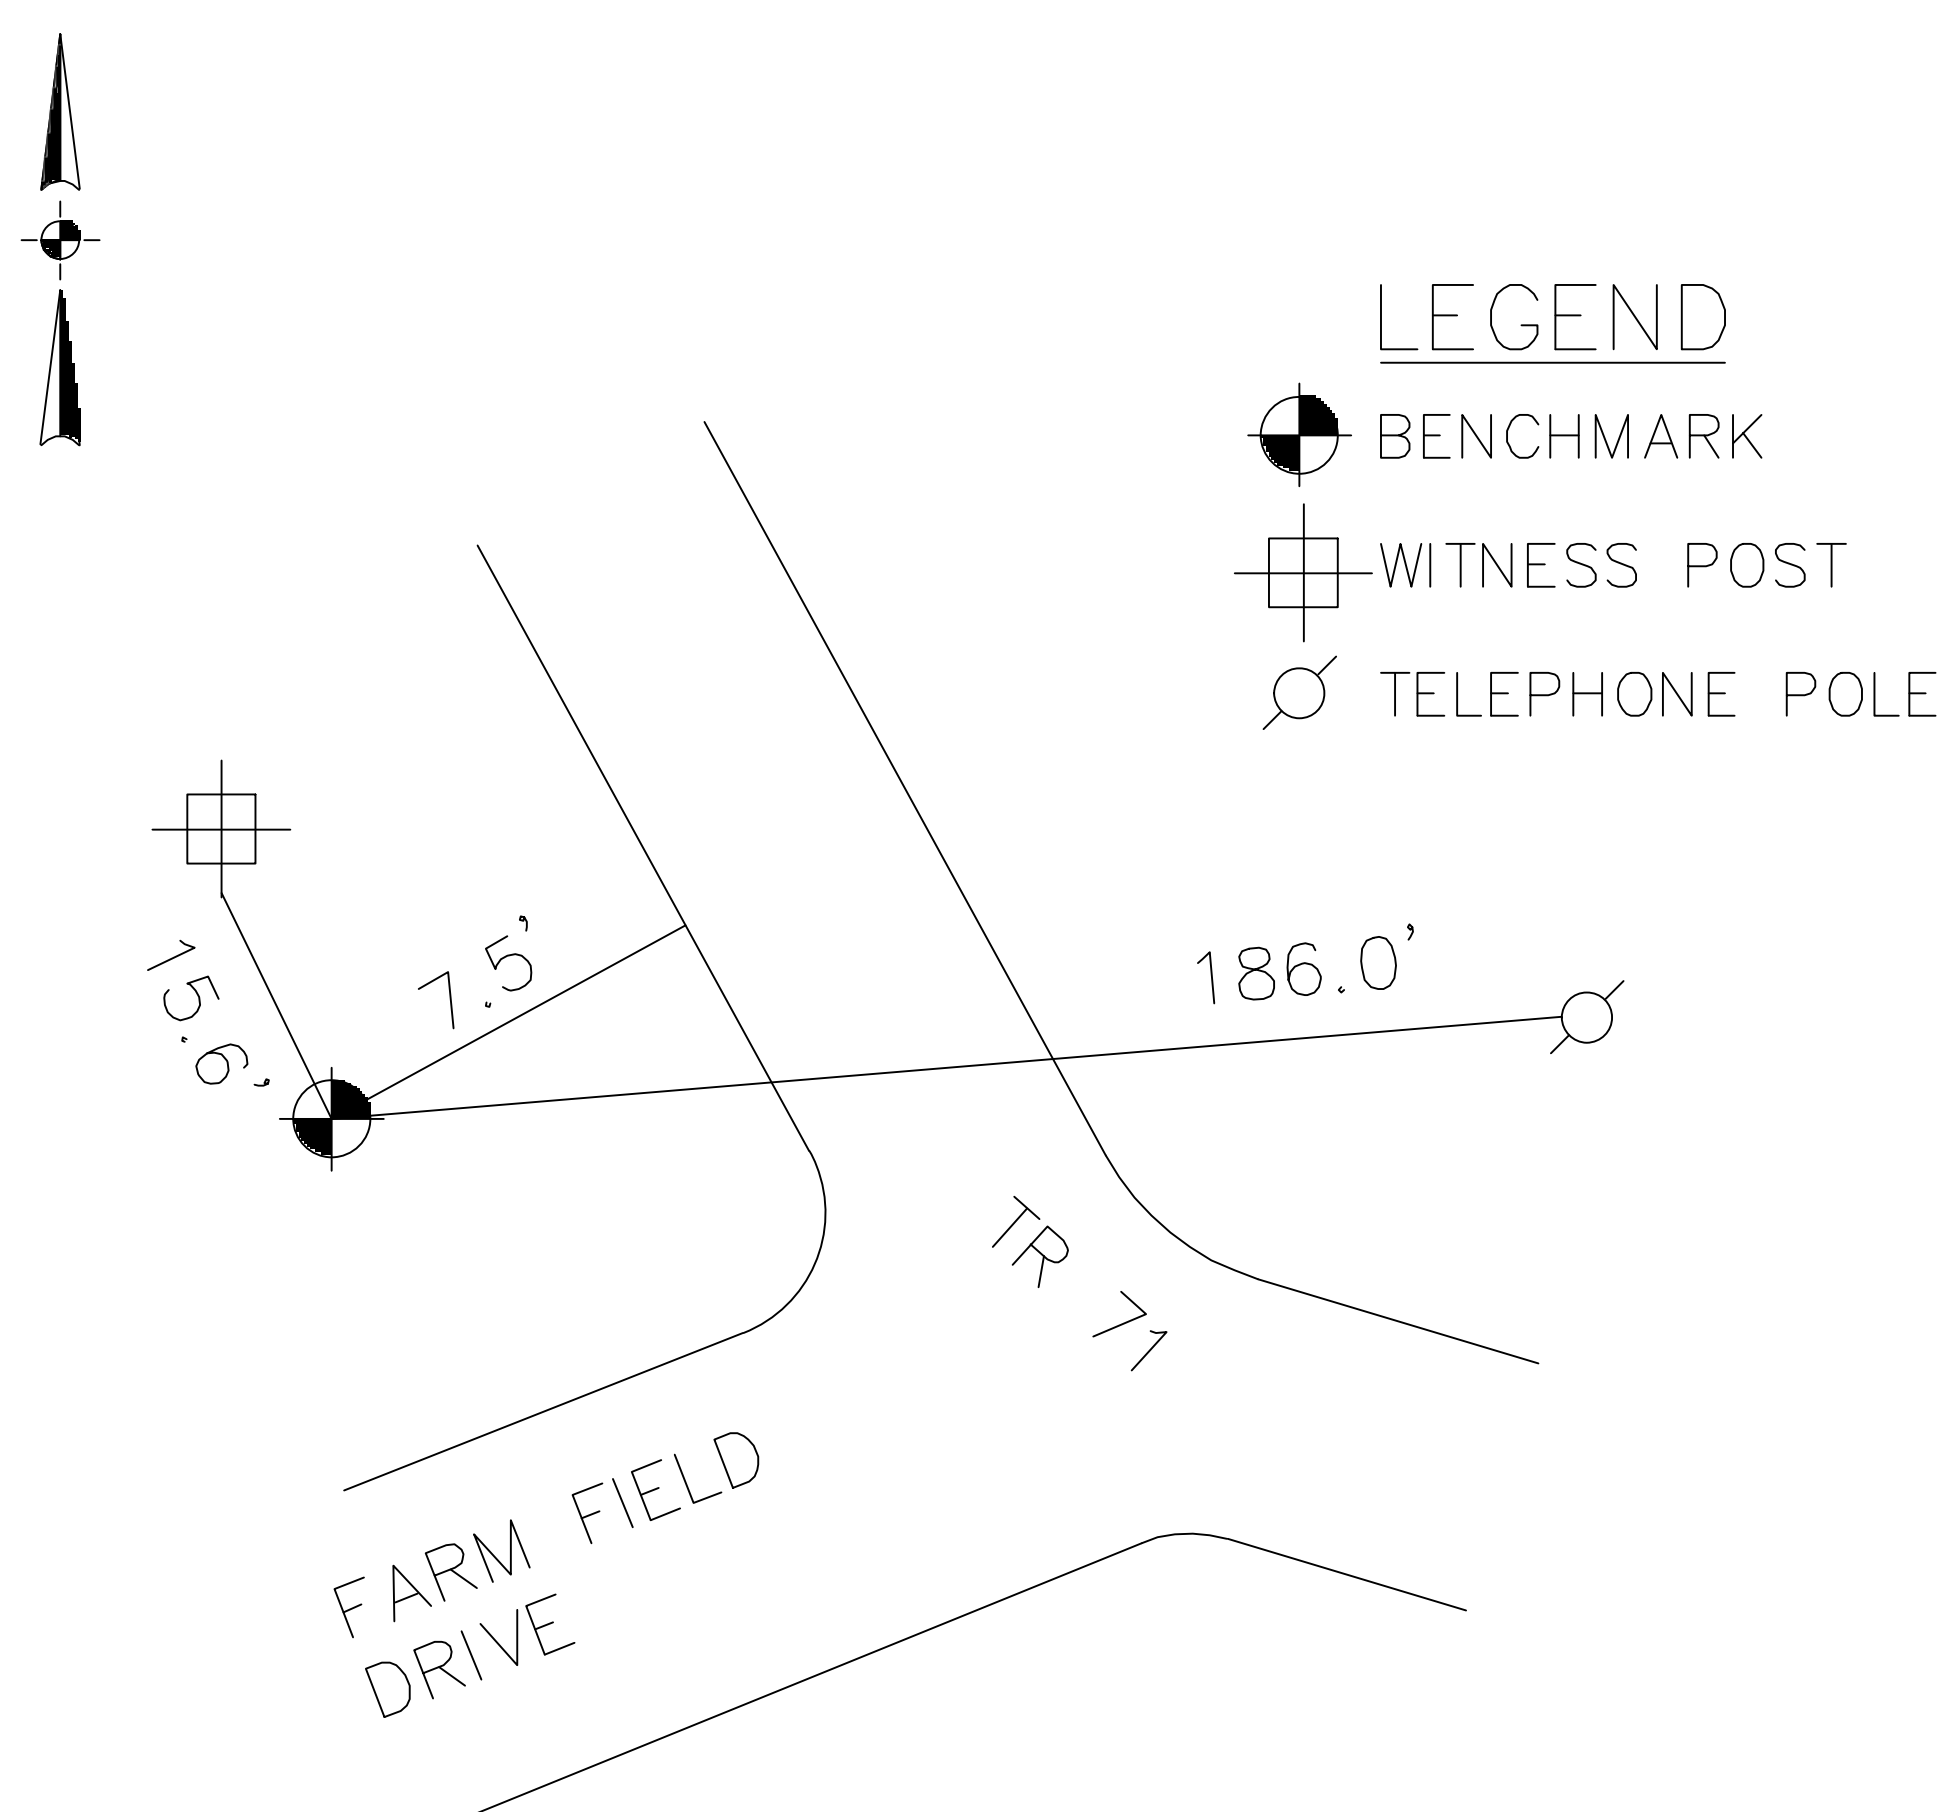 LEGEND
BENCHMARK
WITNESS POST
TELEPHONE POLE
15.6'
7.5'
186.0'
TR 71
FARM FIELD
DRIVE